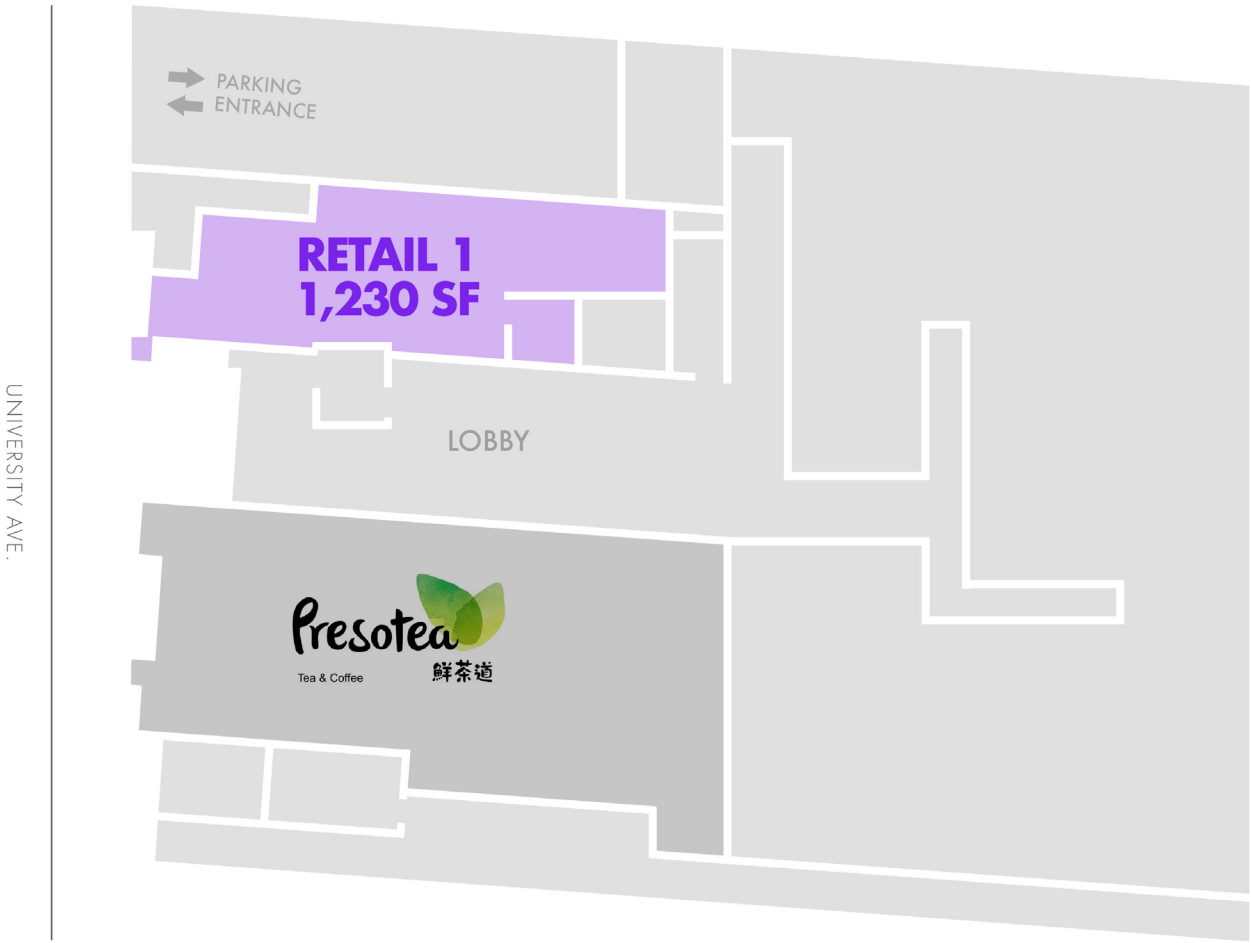 PARKING
ENTRANCE
RETAIL 1
1,230 SF
LOBBY
UNIVERSITY AVE.
Presotea
Tea & Coffee
鮮茶道